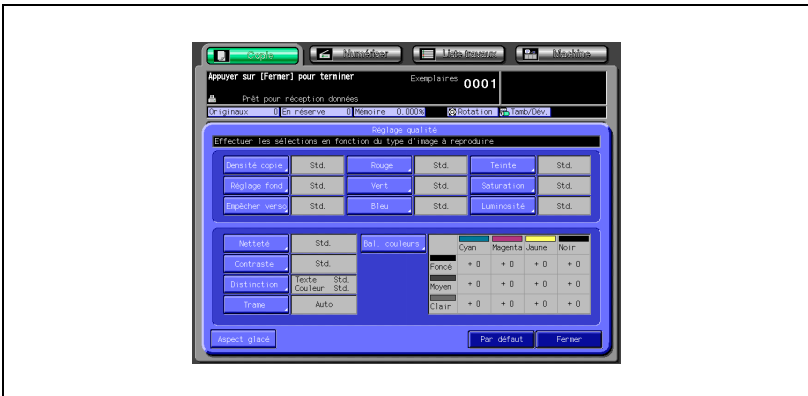 Copie Numériser Liste travaux Machine
Appuyer sur [Fermer] pour terminer Exemplaires 0001
Prêt pour réception données
Originaux 0 En réserve 0 Mémoire 0.000% Rotation Tamb/Dév.
Réglage qualité
Effectuer les sélections en fonction du type d'image à reproduire
Densité copie Std. Rouge Std. Teinte Std.
Réglage fond Std. Vert Std. Saturation Std.
Empêcher verso Std. Bleu Std. Luminosité Std.
Netteté Std. Bal. couleurs Cyan Magenta Jaune Noir
Contraste Std. Foncé + 0 + 0 + 0 + 0
Distinction Texte Std. Couleur Std. Moyen + 0 + 0 + 0 + 0
Trame Auto Clair + 0 + 0 + 0 + 0
Aspect glacé Par défaut Fermer